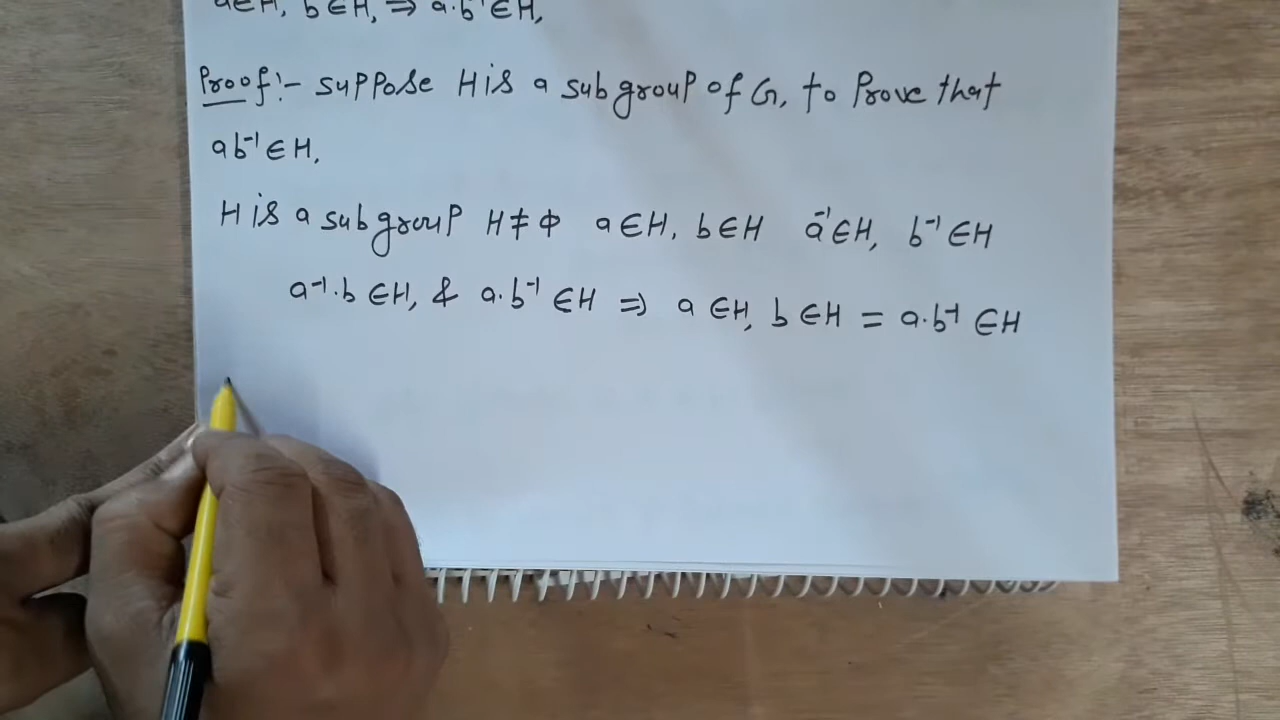 a∈H, b∈H, ⇒ a·b⁻¹∈H,
Proof:- suppose H is a subgroup of G, to Prove that
ab⁻¹∈H.
H is a subgroup H≠Φ a∈H, b∈H a⁻¹∈H, b⁻¹∈H
a⁻¹·b∈H, & a·b⁻¹∈H ⇒ a∈H, b∈H = a·b⁻¹∈H